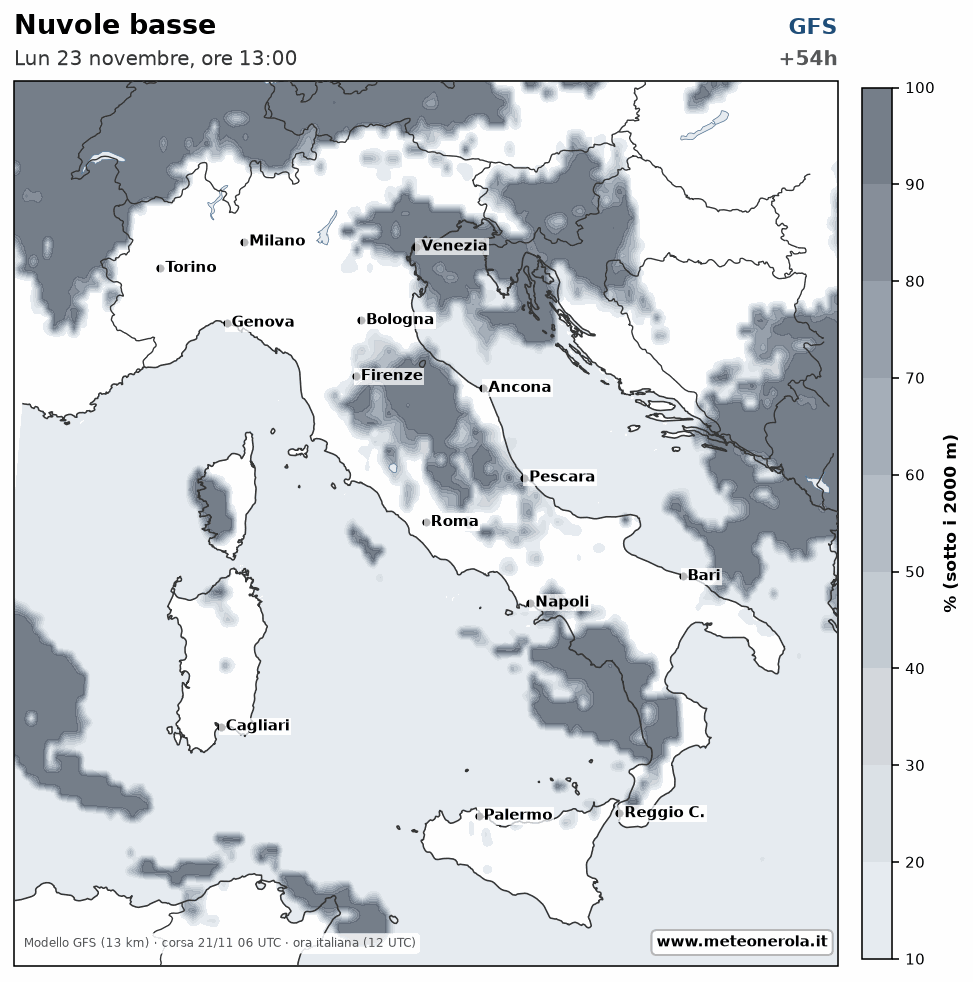 Nuvole basse
GFS
Lun 23 novembre, ore 13:00
+54h
100
90
80
70
60
50
40
30
20
10
% (sotto i 2000 m)
Milano
Venezia
Torino
Genova
Bologna
Firenze
Ancona
Pescara
Roma
Bari
Napoli
Cagliari
Palermo
Reggio C.
Modello GFS (13 km) · corsa 21/11 06 UTC · ora italiana (12 UTC)
www.meteonerola.it